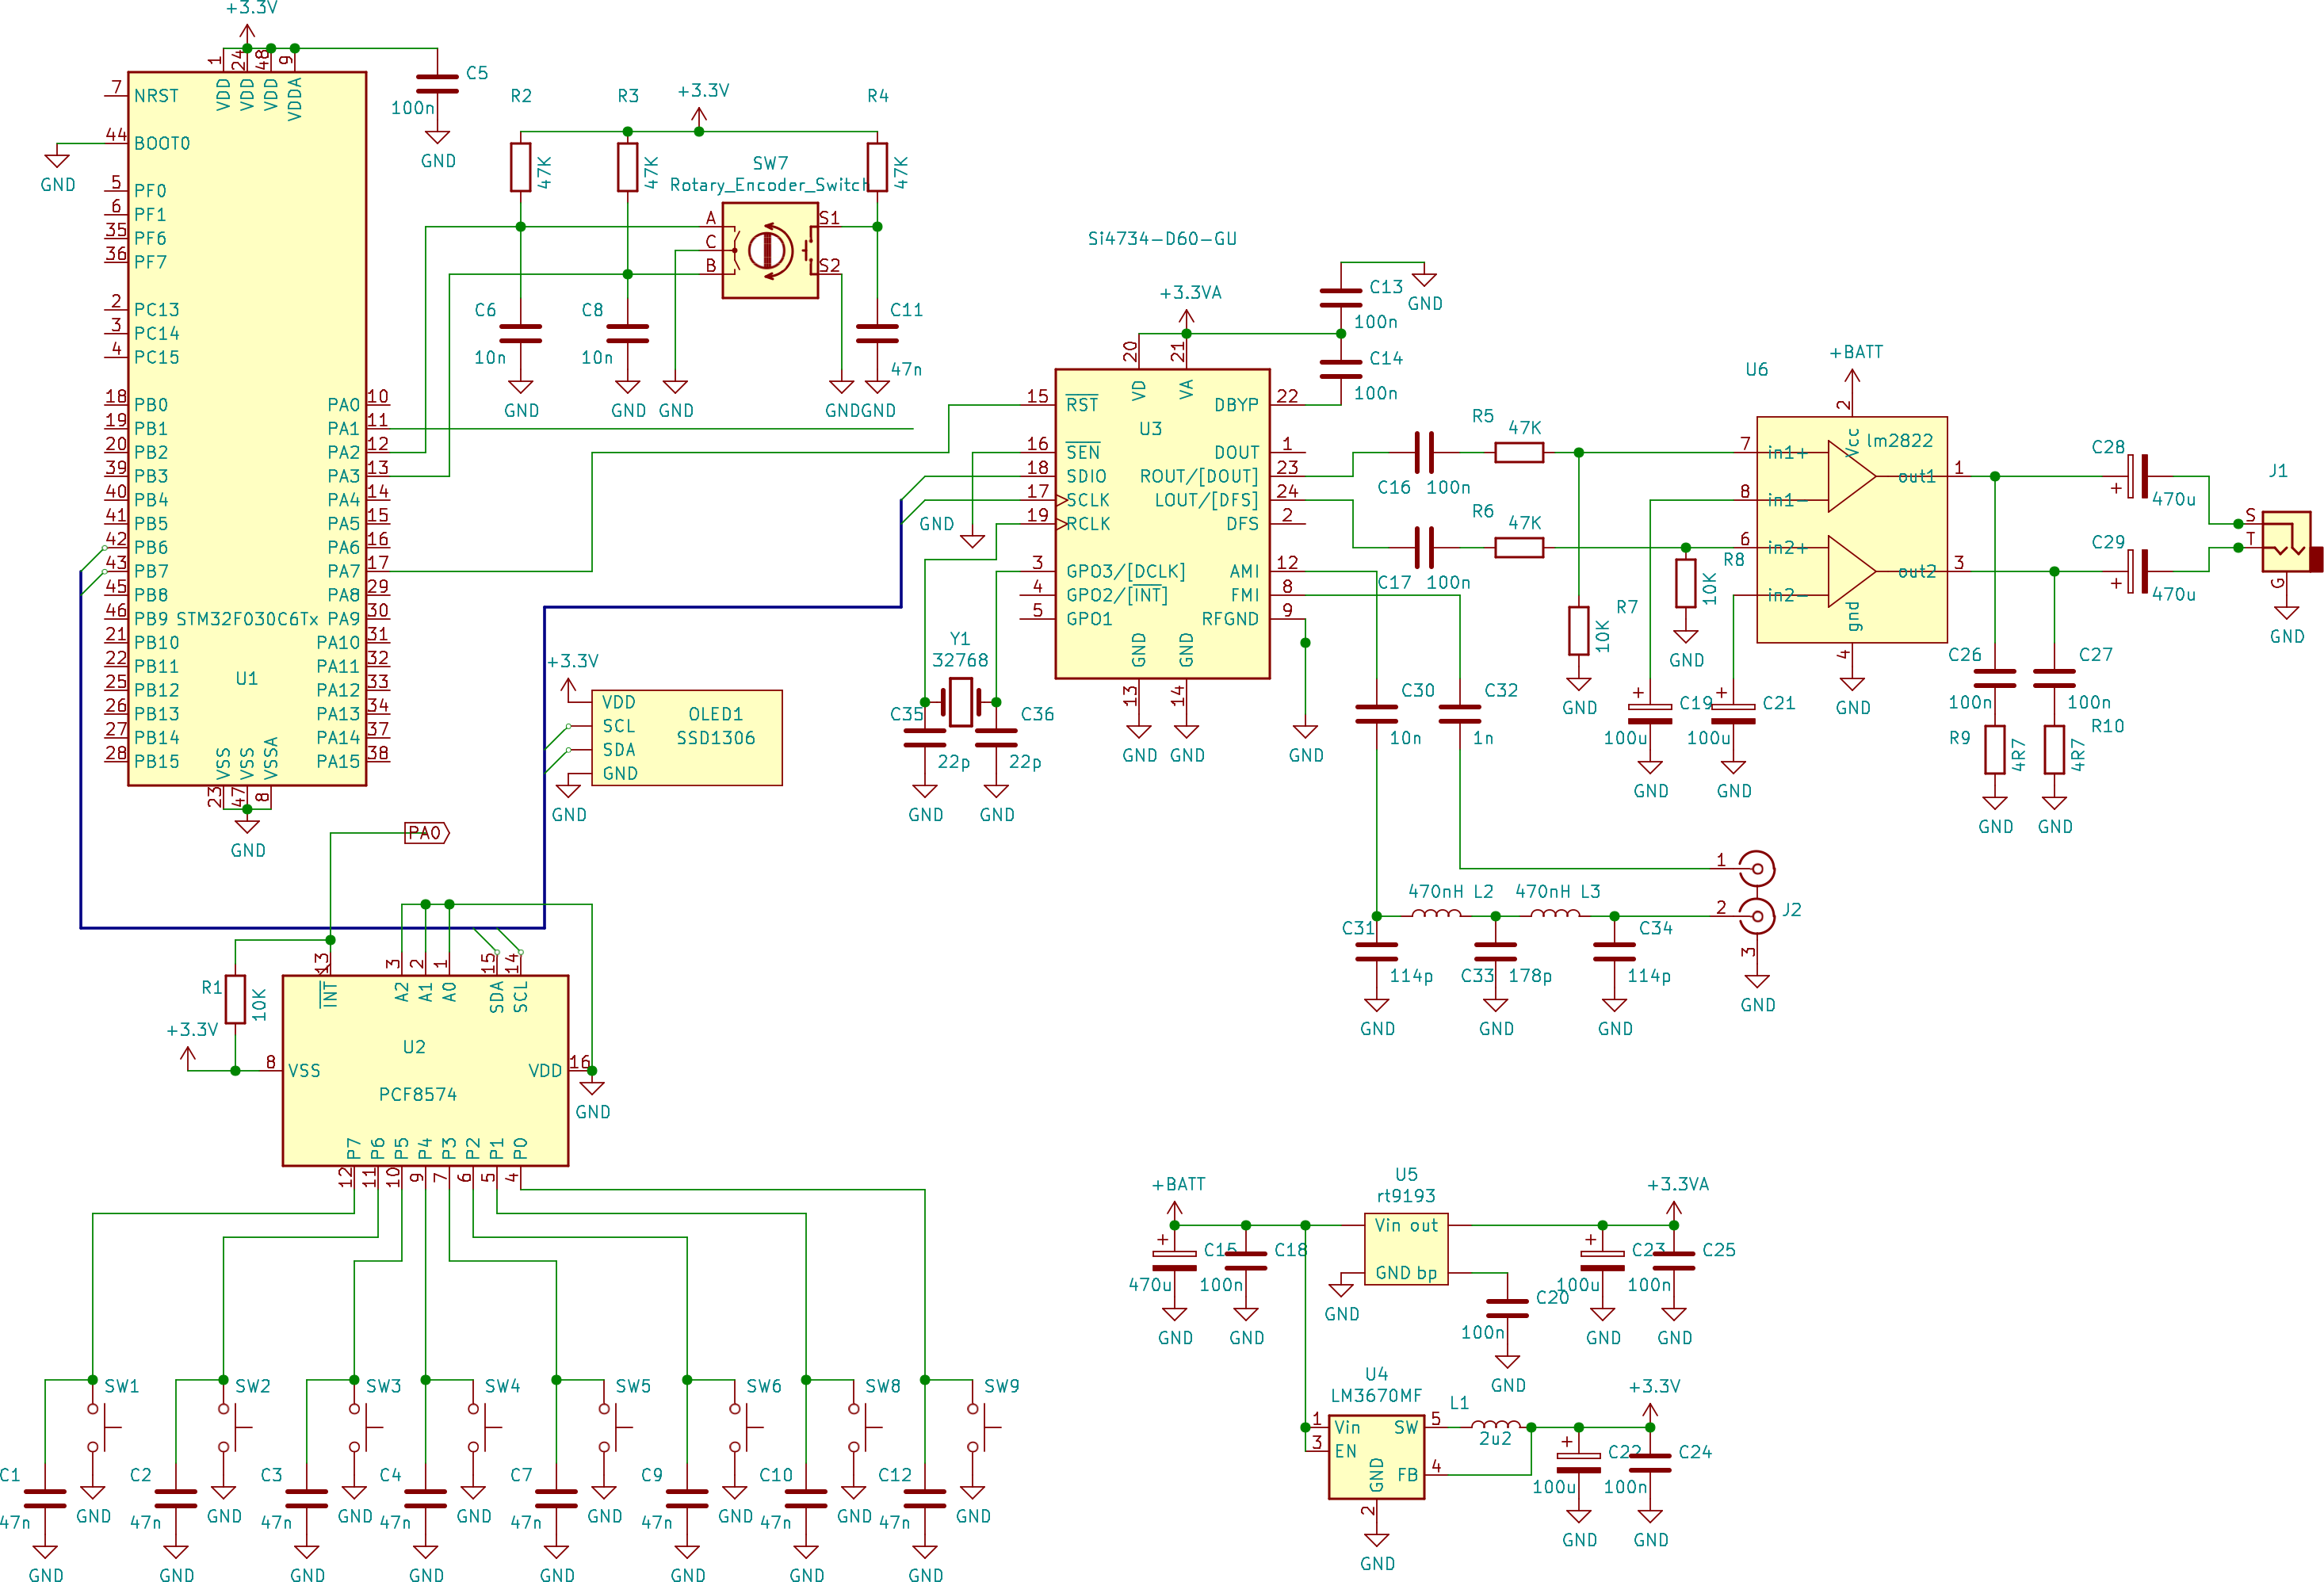 +3.3V
1
24
48
9
VDD
VDD
VDD
VDDA
C5
100n
GND
7
NRST
44
BOOT0
GND
5
PF0
6
PF1
35
PF6
36
PF7
2
PC13
3
PC14
4
PC15
18
PB0
19
PB1
20
PB2
39
PB3
40
PB4
41
PB5
42
PB6
43
PB7
45
PB8
46
PB9
STM32F030C6Tx
21
PB10
22
PB11
25
PB12
26
PB13
27
PB14
28
PB15
U1
PA0
10
PA1
11
PA2
12
PA3
13
PA4
14
PA5
15
PA6
16
PA7
17
PA8
29
PA9
30
PA10
31
PA11
32
PA12
33
PA13
34
PA14
37
PA15
38
VSS
VSS
VSSA
23
47
8
GND
R2
R3
+3.3V
R4
47K
47K
47K
SW7
Rotary_Encoder_Switch
A
C
B
S1
S2
C6
10n
GND
C8
10n
GND
GND
GND
C11
47n
GND
+3.3V
VDD
SCL
SDA
GND
OLED1
SSD1306
GND
PA0
R1
10K
+3.3V
13
3
2
1
15
14
INT
A2
A1
A0
SDA
SCL
U2
PCF8574
8
VSS
VDD
16
GND
P7
P6
P5
P4
P3
P2
P1
P0
12
11
10
9
7
6
5
4
SW1
SW2
SW3
SW4
SW5
SW6
SW8
SW9
C1
C2
C3
C4
C7
C9
C10
C12
GND
GND
GND
GND
GND
GND
GND
GND
47n
47n
47n
47n
47n
47n
47n
47n
GND
GND
GND
GND
GND
GND
GND
GND
Si4734-D60-GU
+3.3VA
C13
100n
GND
C14
100n
20
21
VD
VA
U3
15
RST
16
SEN
18
SDIO
17
SCLK
19
RCLK
GND
3
GPO3/[DCLK]
4
GPO2/[INT]
5
GPO1
DBYP
22
DOUT
1
ROUT/[DOUT]
23
LOUT/[DFS]
24
DFS
2
AMI
12
FMI
8
RFGND
9
GND
GND
13
14
GND
GND
GND
Y1
32768
C35
22p
GND
C36
22p
GND
C16
100n
R5
47K
C17
100n
R6
47K
R7
10K
GND
R8
10K
GND
U6
+BATT
2
Vcc
lm2822
7
in1+
8
in1-
6
in2+
in2-
out1
1
out2
3
gnd
4
GND
C19
100u
GND
C21
100u
GND
C26
100n
R9
4R7
GND
C27
100n
R10
4R7
GND
C28
470u
C29
470u
J1
S
T
G
GND
C30
10n
C32
1n
470nH
L2
470nH
L3
C31
114p
GND
C33
178p
GND
C34
114p
GND
1
2
3
J2
GND
+BATT
C15
470u
GND
C18
100n
GND
U5
rt9193
Vin
out
GND
bp
GND
C20
100n
GND
+3.3VA
C23
100u
GND
C25
100n
GND
U4
LM3670MF
1
Vin
3
EN
SW
5
FB
4
GND
2
GND
L1
2u2
+3.3V
C22
100u
GND
C24
100n
GND